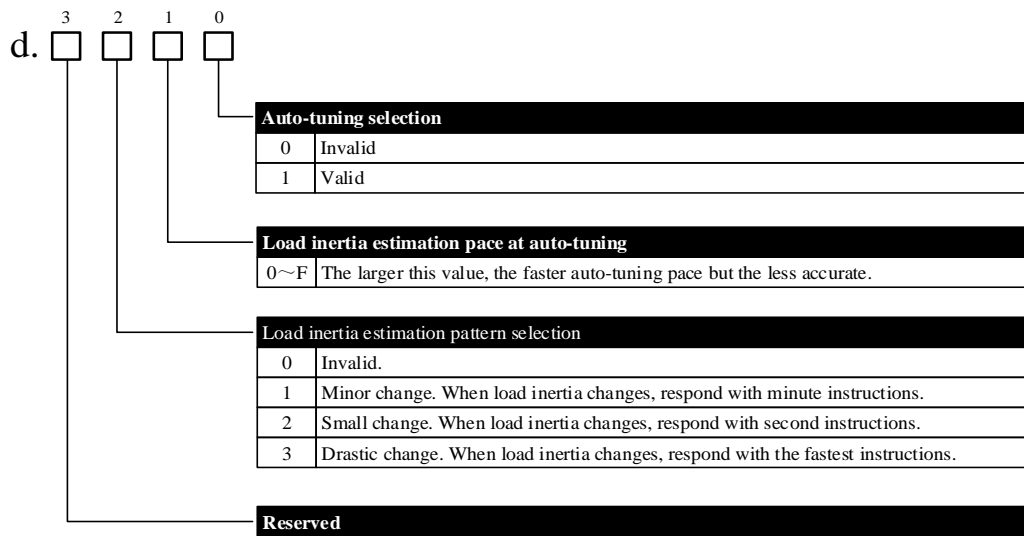 3 2 1 0
d.
Auto-tuning selection
0 Invalid
1 Valid
Load inertia estimation pace at auto-tuning
0～F The larger this value, the faster auto-tuning pace but the less accurate.
Load inertia estimation pattern selection
0 Invalid.
1 Minor change. When load inertia changes, respond with minute instructions.
2 Small change. When load inertia changes, respond with second instructions.
3 Drastic change. When load inertia changes, respond with the fastest instructions.
Reserved